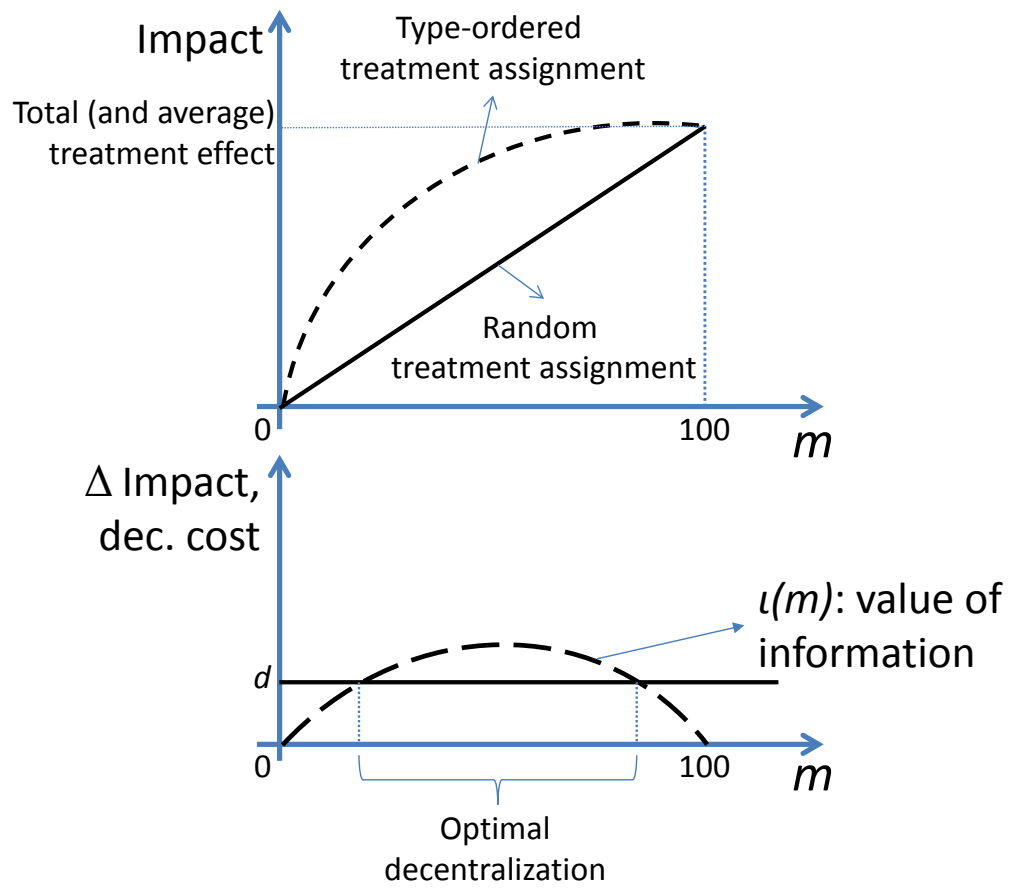 Impact
Type-ordered
treatment assignment
Total (and average)
treatment effect
Random
treatment assignment
0
100
m
Δ Impact,
dec. cost
ι(m): value of
information
d
0
100
m
Optimal
decentralization